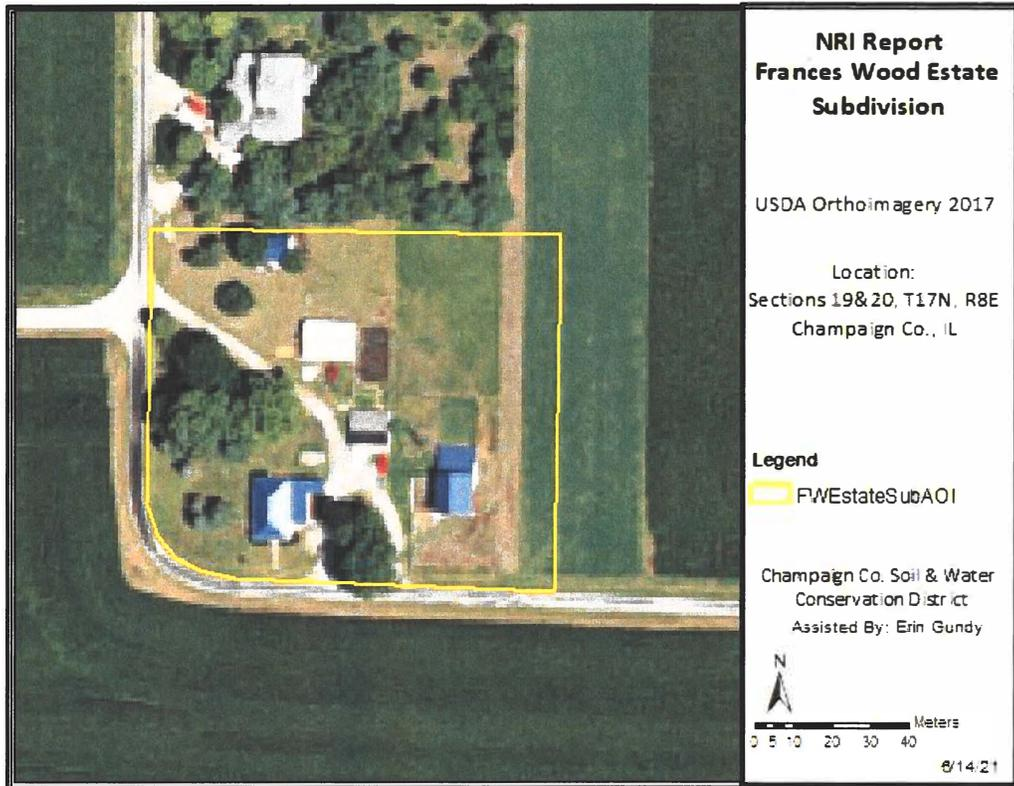 NRI Report
Frances Wood Estate
Subdivision
USDA Orthoimagery 2017
Location:
Sections 19&20, T17N, R8E
Champaign Co., IL
Legend
FWEstateSubAOI
Champaign Co. Soil & Water
Conservation District
Assisted By: Erin Gundy
N
Meters
0 5 10 20 30 40
6/14/21